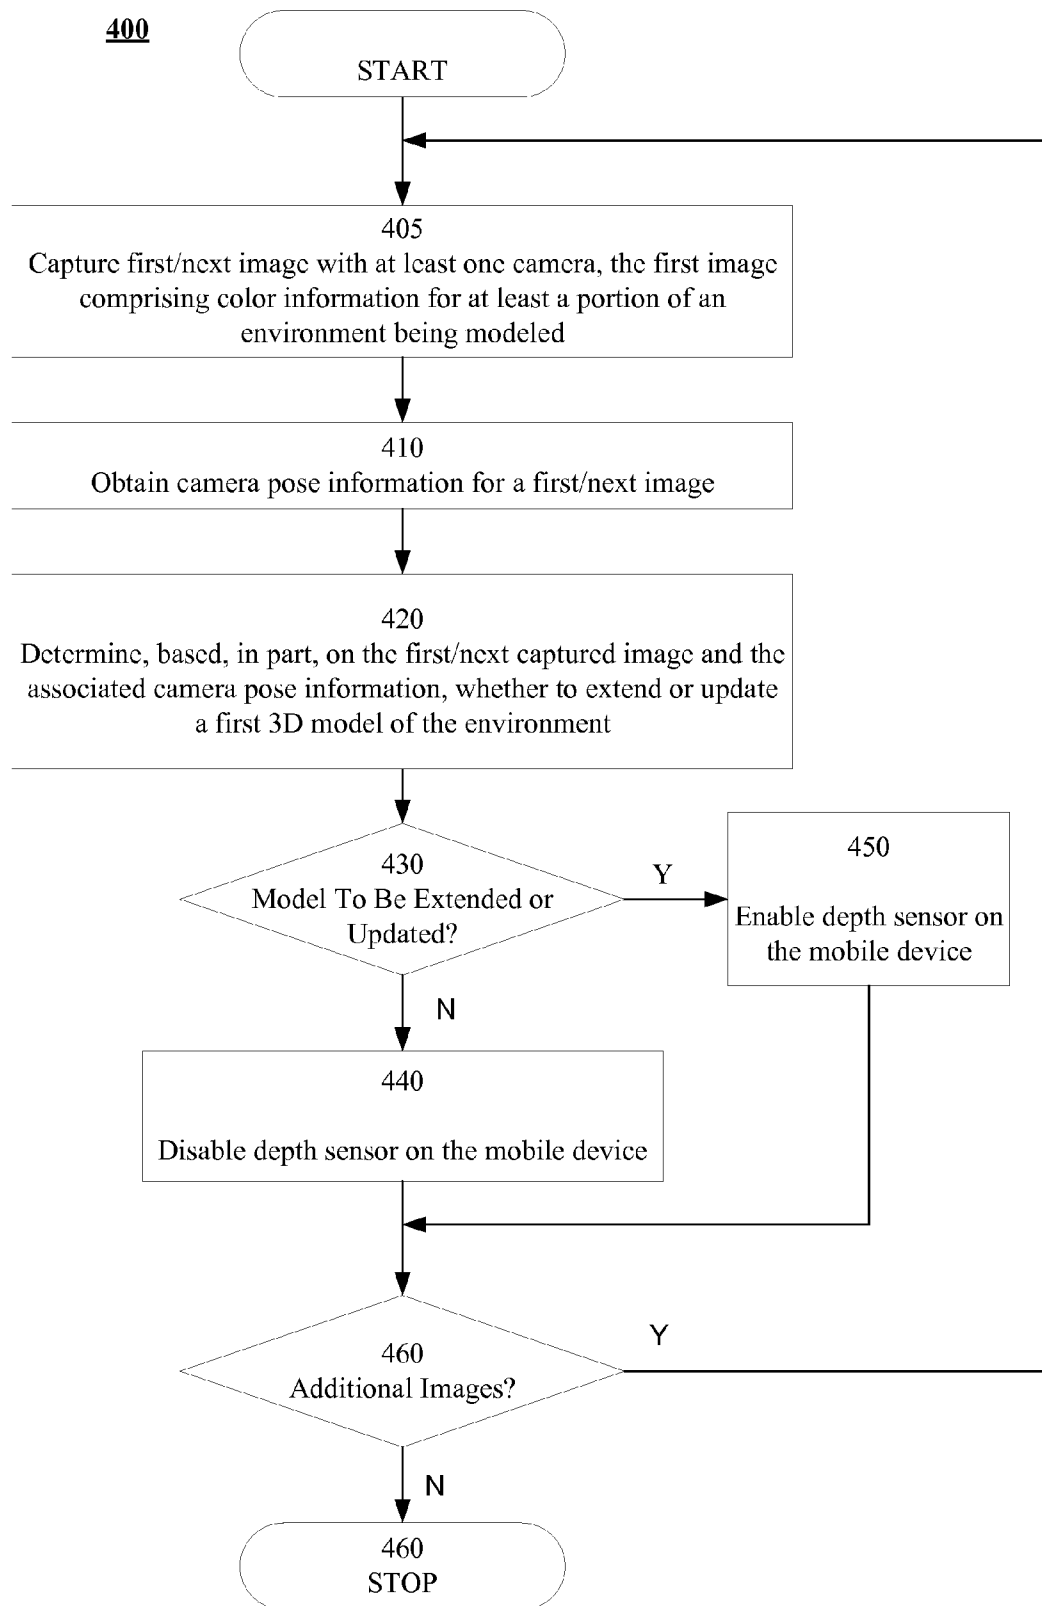 400
START
405
Capture first/next image with at least one camera, the first image
comprising color information for at least a portion of an
environment being modeled
410
Obtain camera pose information for a first/next image
420
Determine, based, in part, on the first/next captured image and the
associated camera pose information, whether to extend or update
a first 3D model of the environment
430
Model To Be Extended or
Updated?
Y
450
Enable depth sensor on
the mobile device
N
440
Disable depth sensor on the mobile device
460
Additional Images?
Y
N
460
STOP